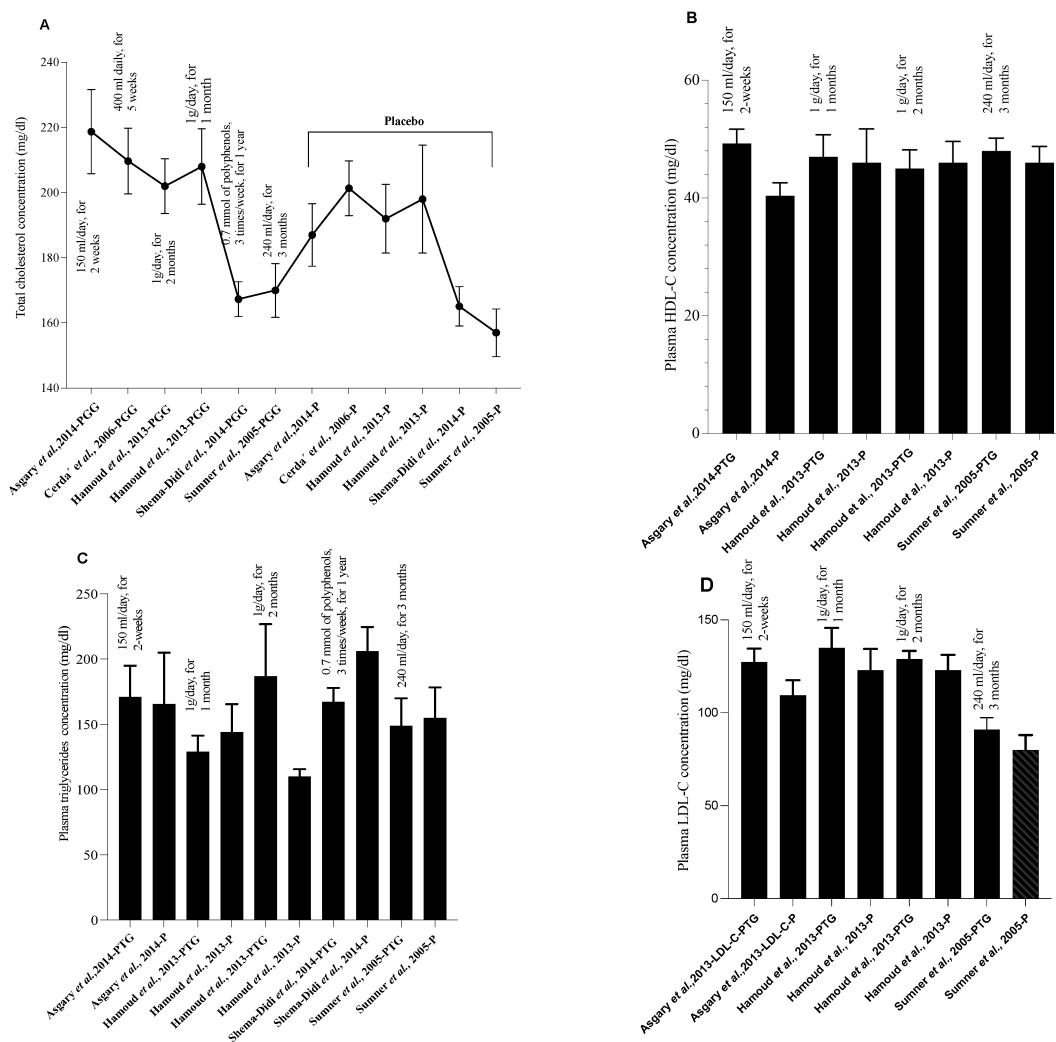 A
Total cholesterol concentration (mg/dl)
240
220
200
180
160
140
150 ml/day, for
2 weeks
400 ml daily, for
5 weeks
1g/day, for
2 months
1g/day, for
1 month
0.7 mmol of polyphenols,
3 times/week, for 1 year
240 ml/day, for
3 months
Placebo
Asgary et al.,2014-PGG
Cerda´ et al., 2006-PGG
Hamoud et al., 2013-PGG
Hamoud et al., 2013-PGG
Shema-Didi et al., 2014-PGG
Sumner et al., 2005-PGG
Asgary et al.,2014-P
Cerda´ et al., 2006-P
Hamoud et al., 2013-P
Hamoud et al., 2013-P
Shema-Didi et al., 2014-P
Sumner et al., 2005-P
B
Plasma HDL-C concentration (mg/dl)
60
40
20
0
150 ml/day, for
2-weeks
1 g/day, for
1 months
1 g/day, for
2 months
240 ml/day, for
3 months
Asgary et al.,2014-PTG
Asgary et al.,2014-P
Hamoud et al., 2013-PTG
Hamoud et al., 2013-P
Hamoud et al., 2013-PTG
Hamoud et al., 2013-P
Sumner et al., 2005-PTG
Sumner et al., 2005-P
C
Plasma triglycerides concentration (mg/dl)
250
200
150
100
50
0
150 ml/day, for
2-weeks
1g/day, for
1 month
1g/day, for
2 months
0.7 mmol of polyphenols,
3 times/week, for 1 year
240 ml/day, for 3 months
Asgary et al.,2014-PTG
Asgary et al., 2014-P
Hamoud et al., 2013-PTG
Hamoud et al., 2013-P
Hamoud et al., 2013-PTG
Hamoud et al., 2013-P
Shema-Didi et al., 2014-PTG
Shema-Didi et al., 2014-P
Sumner et al., 2005-PTG
Sumner et al., 2005-P
D
Plasma LDL-C concentration (mg/dl)
150
100
50
0
150 ml/day, for
2-weeks
1g/day, for
1 month
1g/day, for
2 months
240 ml/day, for
3 months
Asgary et al.,2013-LDL-C-PTG
Asgary et al.,2013-LDL-C-P
Hamoud et al., 2013-PTG
Hamoud et al., 2013-P
Hamoud et al., 2013-PTG
Hamoud et al., 2013-P
Sumner et al., 2005-PTG
Sumner et al., 2005-P